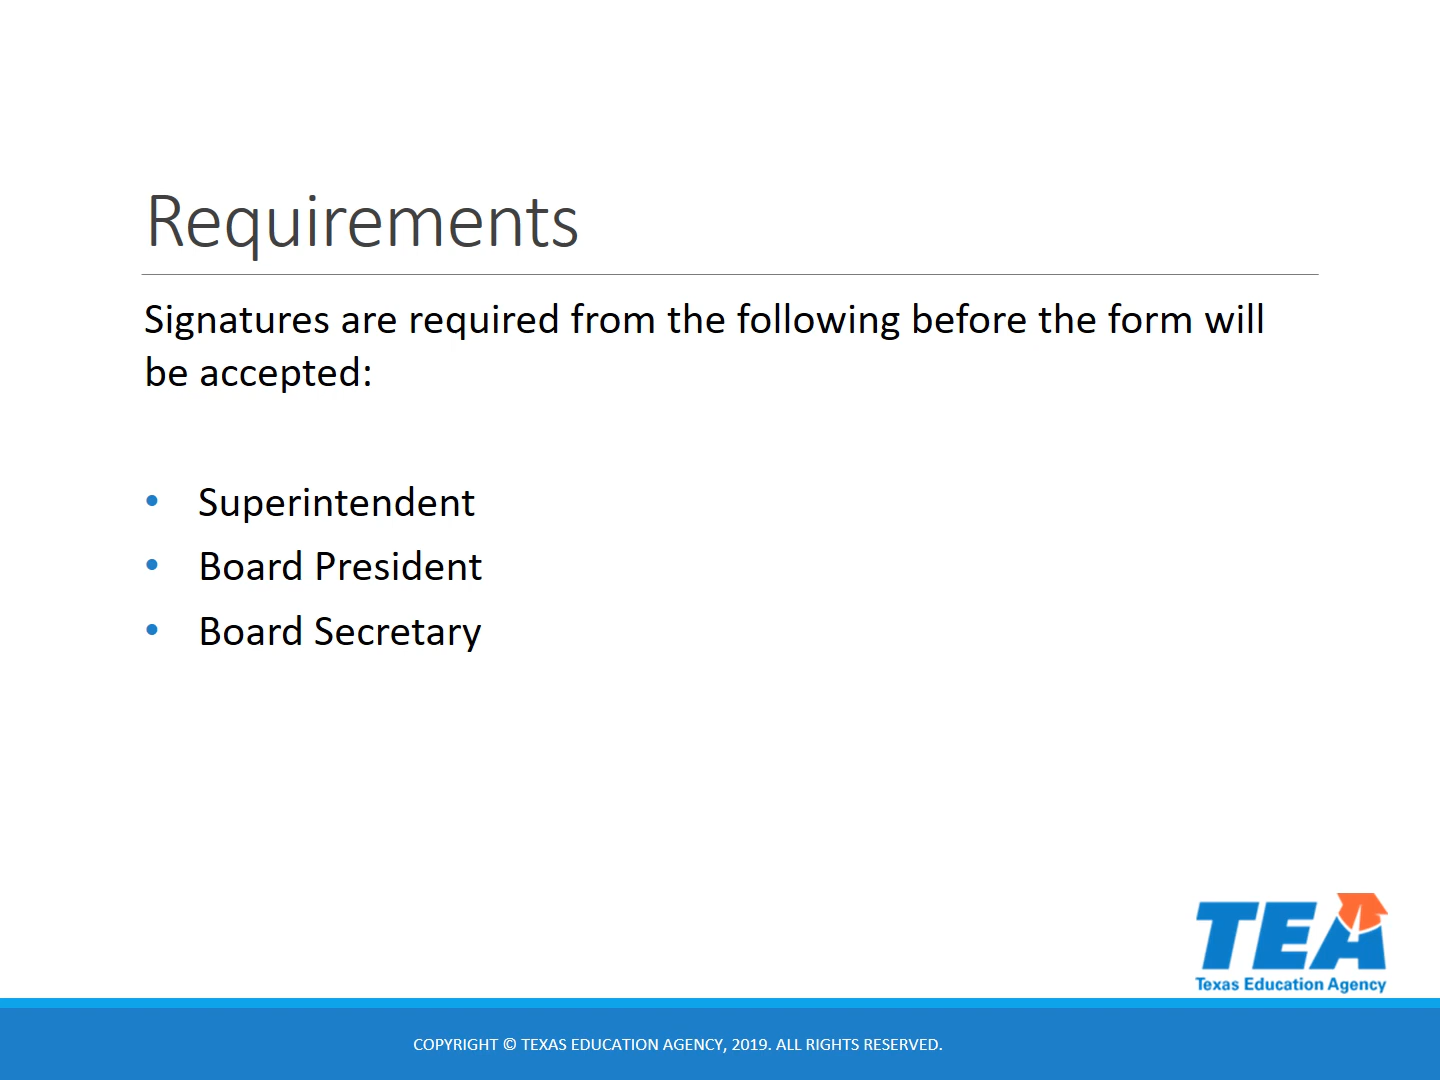 Requirements
Signatures are required from the following before the form will
be accepted:
• Superintendent
• Board President
• Board Secretary
TEA
Texas Education Agency
COPYRIGHT © TEXAS EDUCATION AGENCY, 2019. ALL RIGHTS RESERVED.